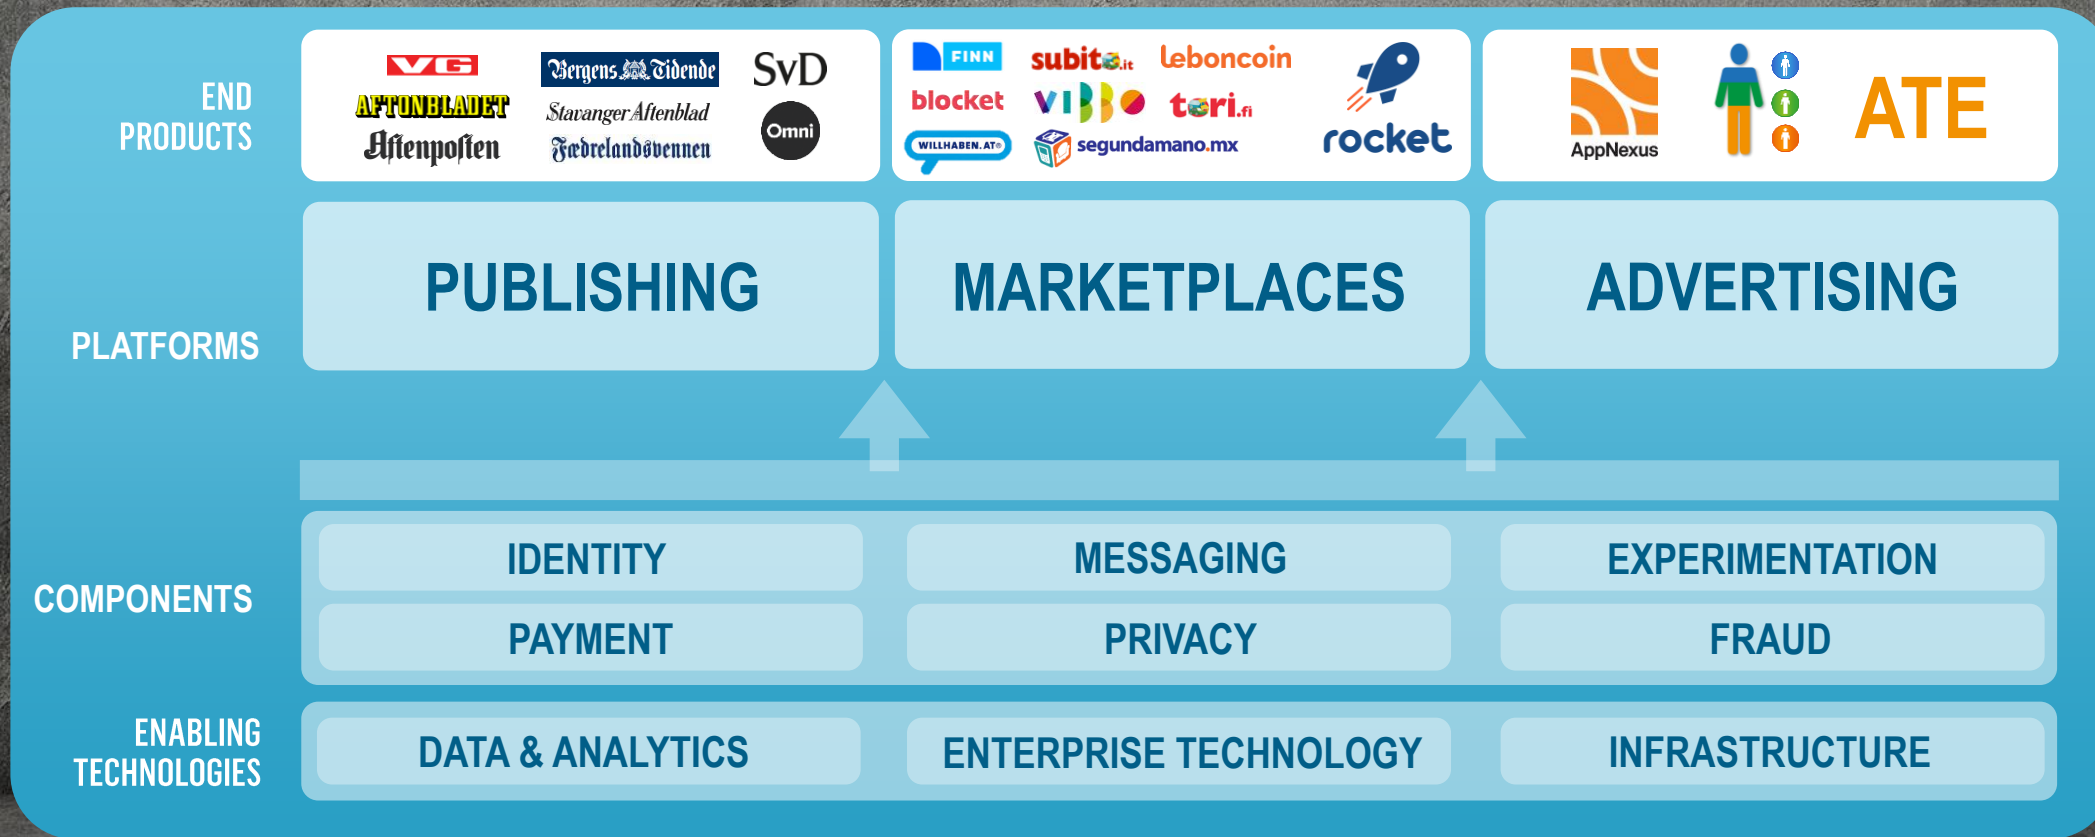 END
PRODUCTS
VG
AFTONBLADET
Aftenposten
Bergens Tidende
Stavanger Aftenblad
Fædrelandsvennen
SvD
Omni
FINN
subito.it
leboncoin
blocket
VIBBO
tori.fi
WILLHABEN.AT®
segundamano.mx
rocket
AppNexus
ATE
PLATFORMS
PUBLISHING
MARKETPLACES
ADVERTISING
COMPONENTS
IDENTITY
MESSAGING
EXPERIMENTATION
PAYMENT
PRIVACY
FRAUD
ENABLING
TECHNOLOGIES
DATA & ANALYTICS
ENTERPRISE TECHNOLOGY
INFRASTRUCTURE